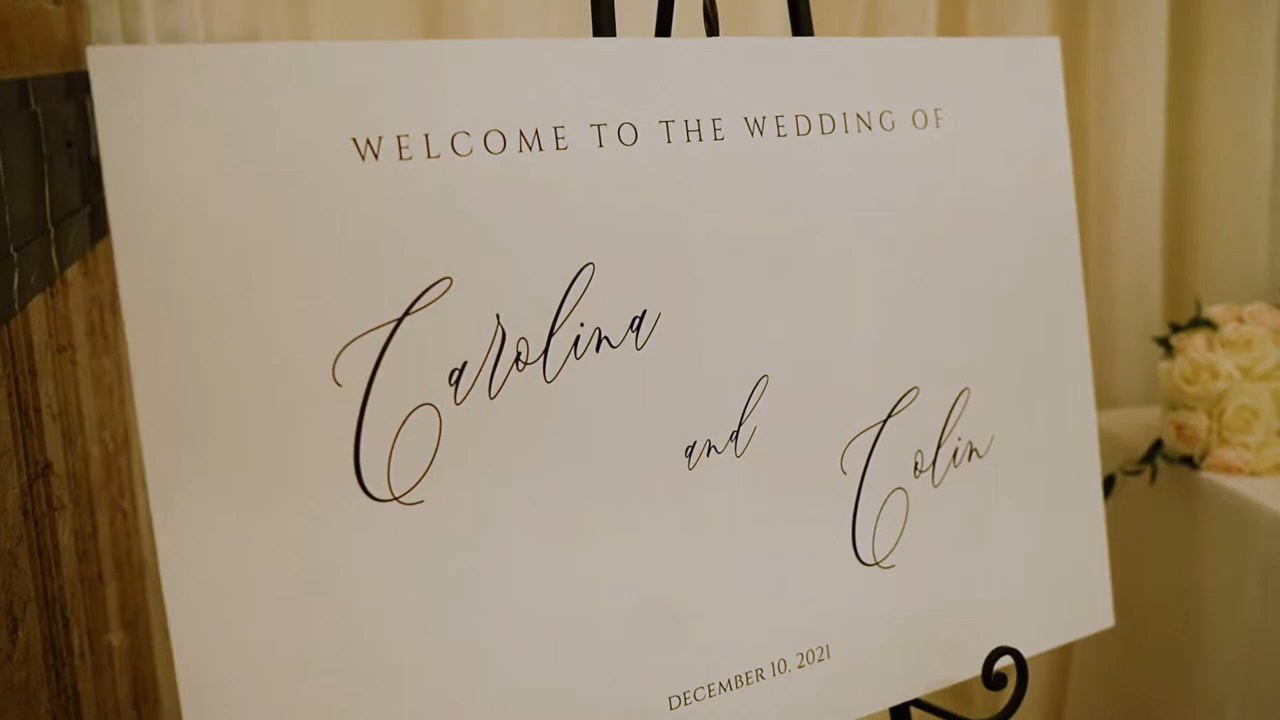 WELCOME TO THE WEDDING OF
Carolina
and
Colin
DECEMBER 10, 2021